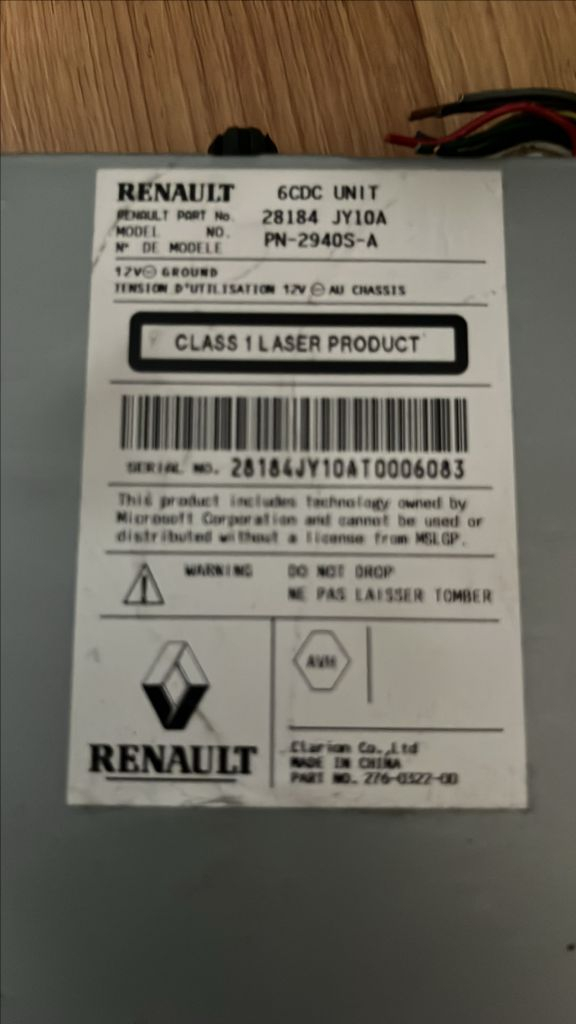 RENAULT 6CDC UNIT
RENAULT PART No. 28184 JY10A
MODEL NO. PN-2940S-A
N° DE MODELE
12V⊖ GROUND
TENSION D'UTILISATION 12V ⊖ AU CHASSIS
CLASS 1 LASER PRODUCT
SERIAL NO. 28184JY10AT0006083
This product includes technology owned by
Microsoft Corporation and cannot be used or
distributed without a license from MSLGP.
WARNING DO NOT DROP
NE PAS LAISSER TOMBER
AVM
RENAULT
Clarion Co.,Ltd
MADE IN CHINA
PART NO. 276-0322-00